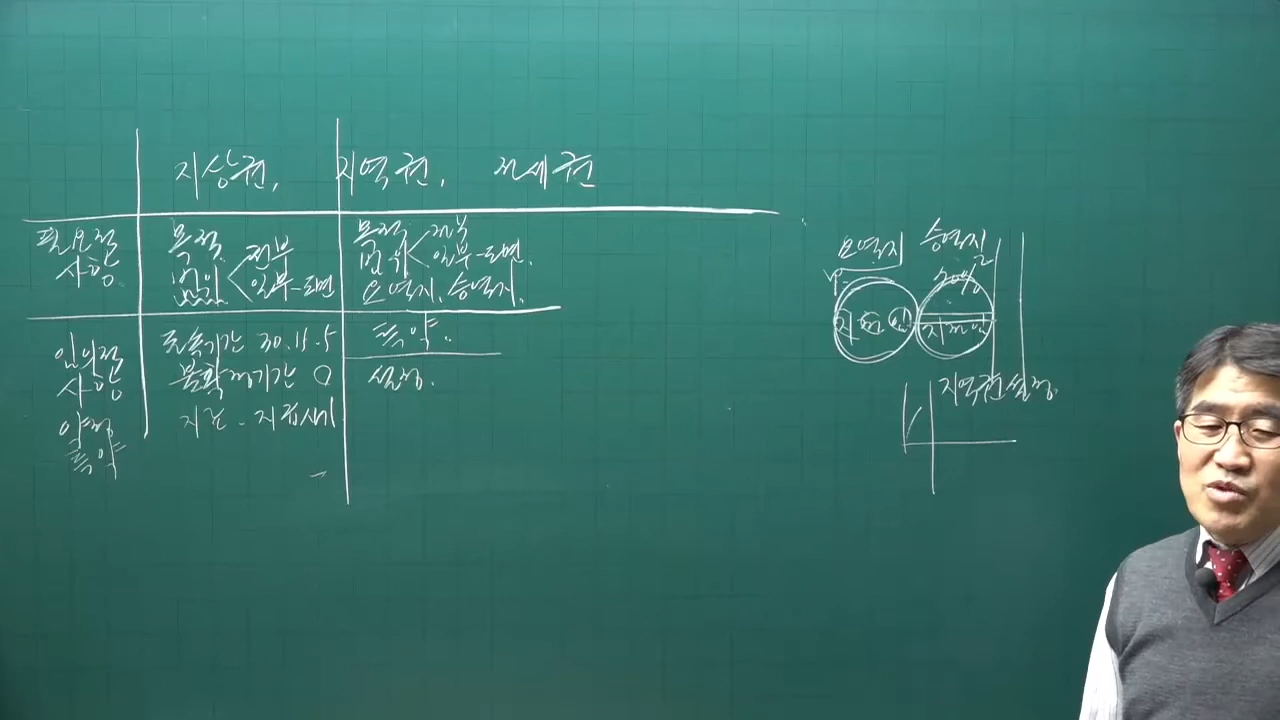 지상권, 지역권, 전세권
필요적 사항
목적
범위 < 전부
일부-도면
목적
범위 < 전부
일부-도면.
요역지, 승역지.
임의적 사항
약정
특약
존속기간 30.15.5
불확정기간 O
지료 - 지급시기
특약.
설정.
요역지 승역지
지역권설정.